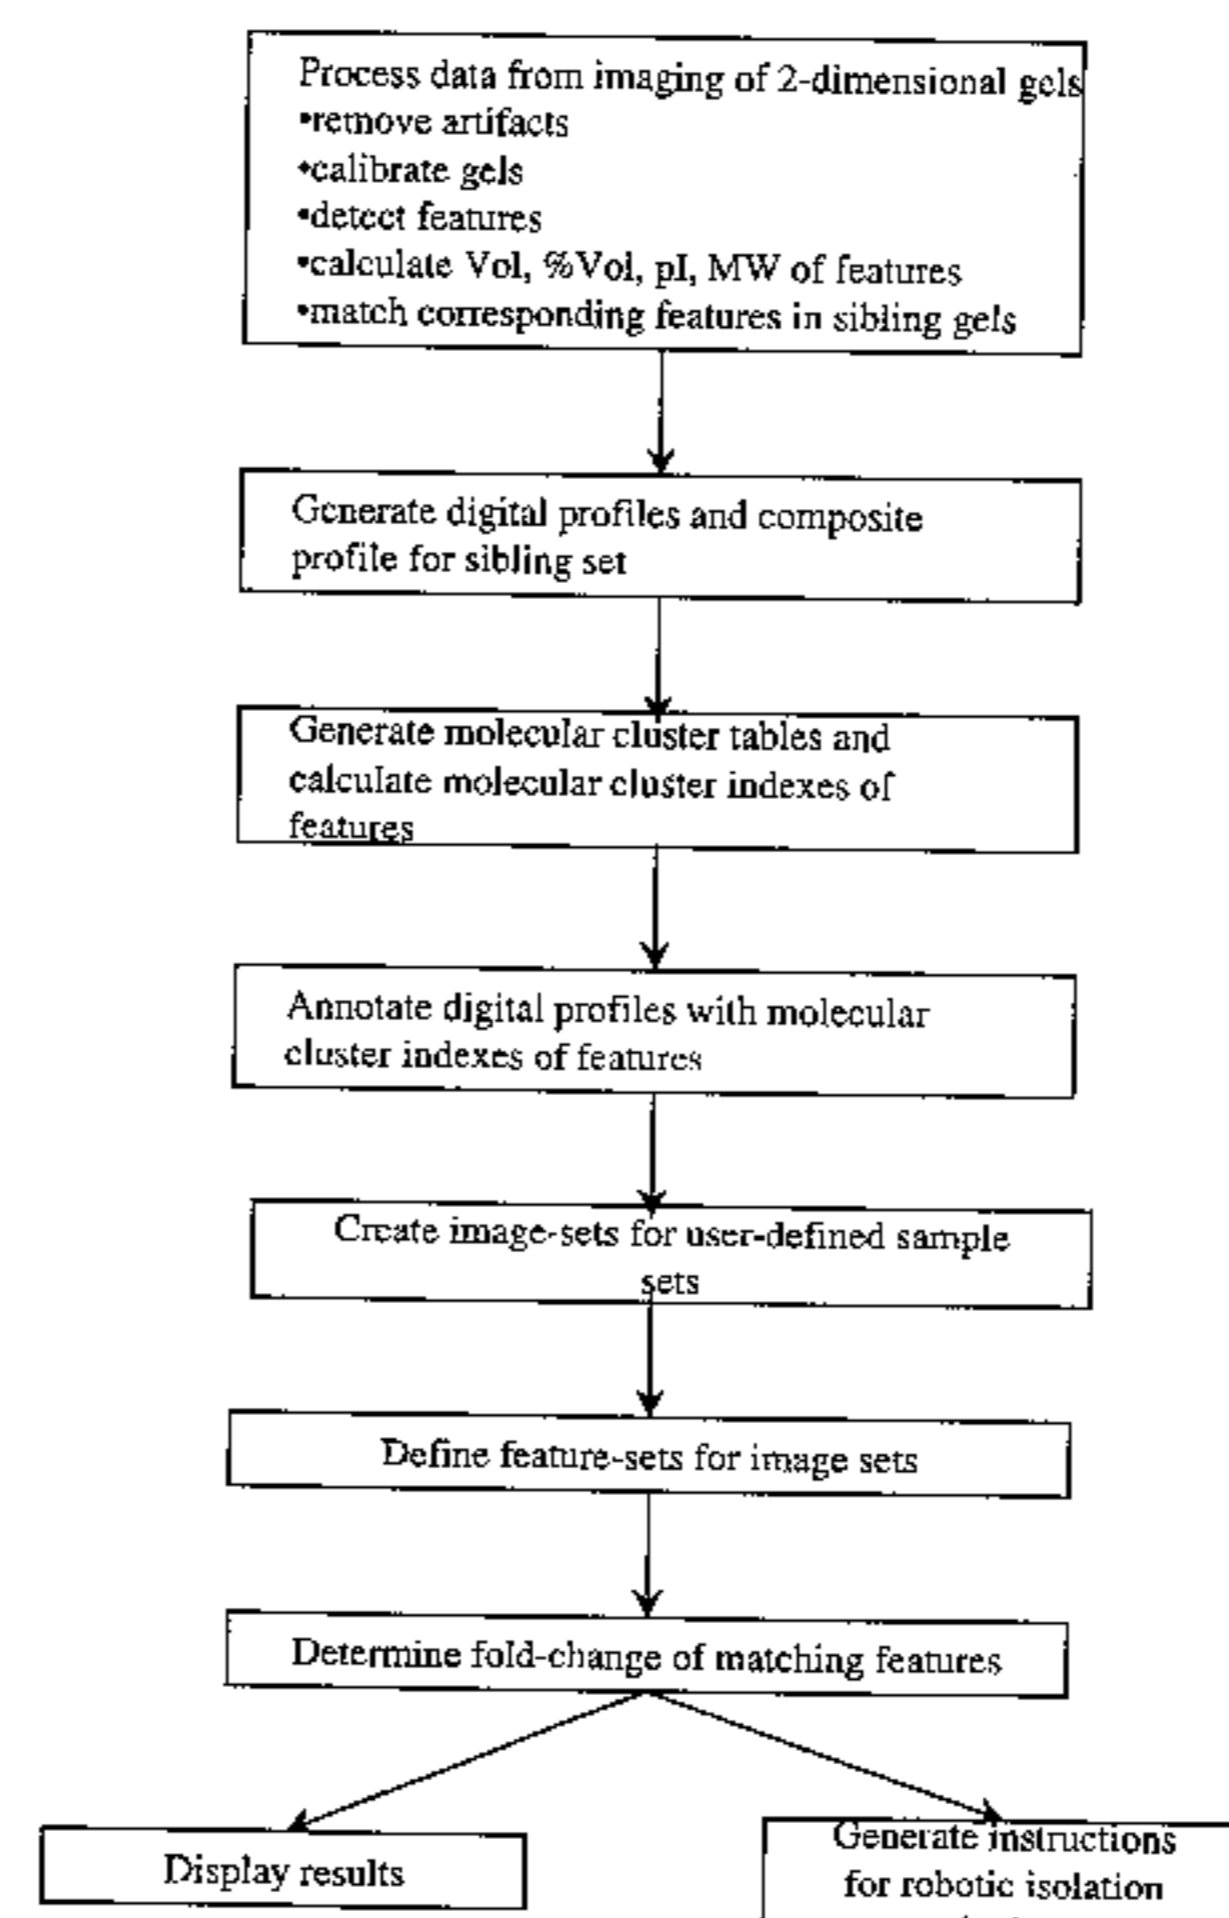 Process data from imaging of 2-dimensional gels
•remove artifacts
•calibrate gels
•detect features
•calculate Vol, %Vol, pI, MW of features
•match corresponding features in sibling gels
Generate digital profiles and composite
profile for sibling set
Generate molecular cluster tables and
calculate molecular cluster indexes of
features
Annotate digital profiles with molecular
cluster indexes of features
Create image-sets for user-defined sample
sets
Define feature-sets for image sets
Determine fold-change of matching features
Display results
Generate instructions
for robotic isolation